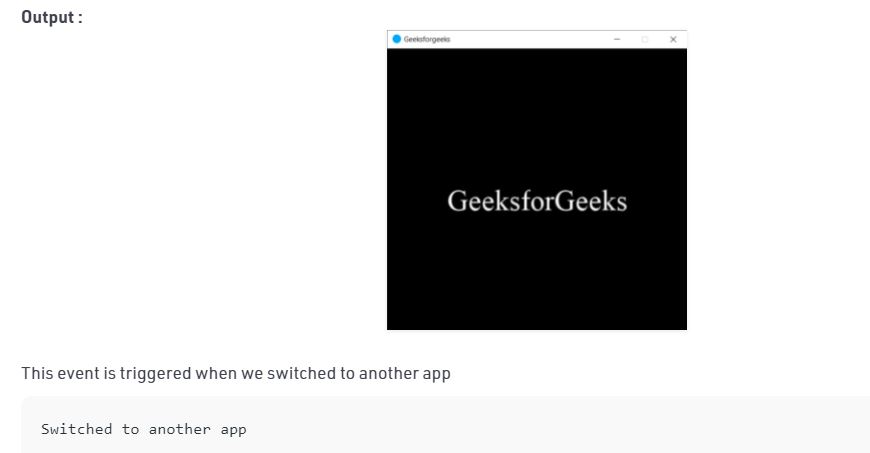 Output :
Geeksforgeeks
GeeksforGeeks
This event is triggered when we switched to another app
Switched to another app